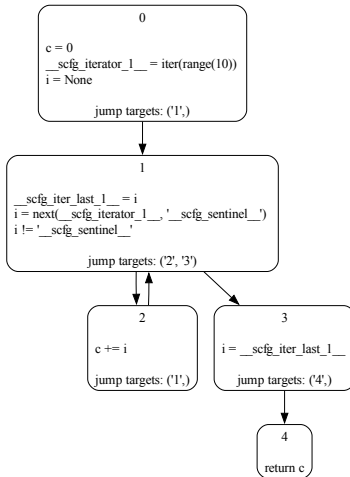 0
c = 0
__scfg_iterator_1__ = iter(range(10))
i = None
jump targets: ('1',)
1
__scfg_iter_last_1__ = i
i = next(__scfg_iterator_1__, '__scfg_sentinel__')
i != '__scfg_sentinel__'
jump targets: ('2', '3')
2
c += i
jump targets: ('1',)
3
i = __scfg_iter_last_1__
jump targets: ('4',)
4
return c